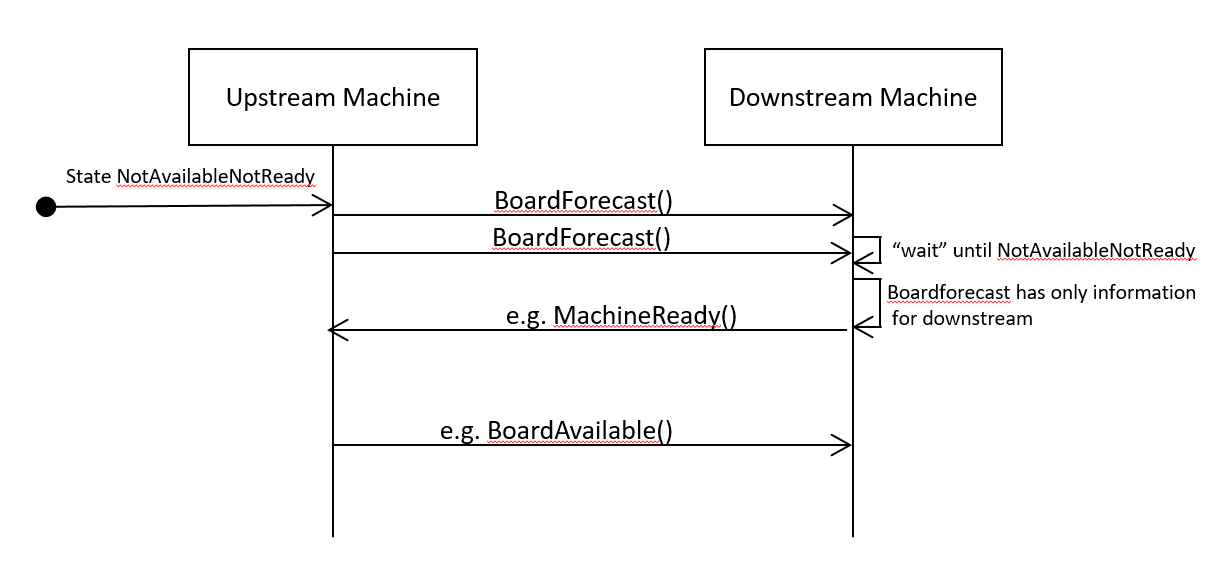 Upstream Machine
Downstream Machine
State NotAvailableNotReady
BoardForecast()
BoardForecast()
“wait” until NotAvailableNotReady
Boardforecast has only information
for downstream
e.g. MachineReady()
e.g. BoardAvailable()